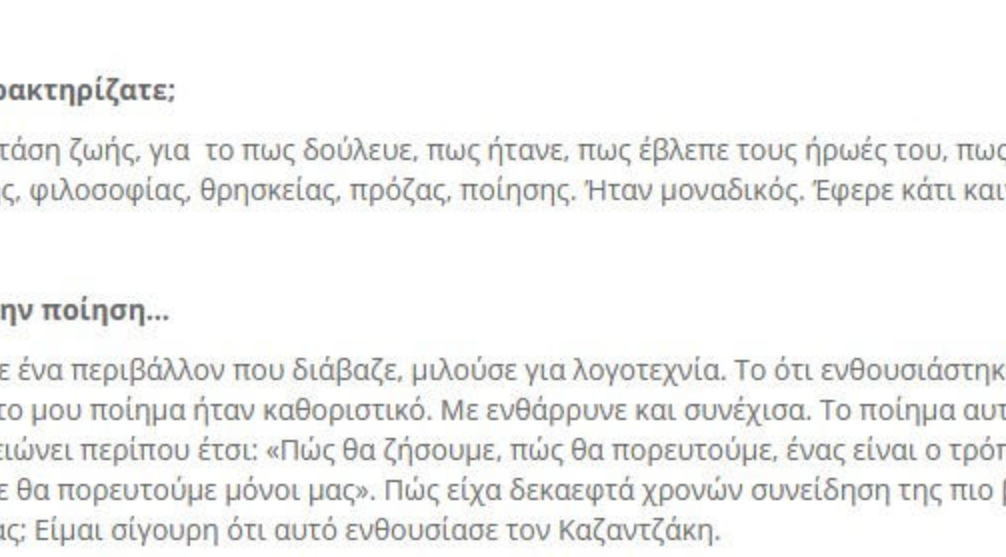 ρακτηρίζατε;
τάση ζωής, για το πως δούλευε, πως ήτανε, πως έβλεπε τους ήρωές του, πως
ς, φιλοσοφίας, θρησκείας, πρόζας, ποίησης. Ήταν μοναδικός. Έφερε κάτι και
ην ποίηση...
ε ένα περιβάλλον που διάβαζε, μιλούσε για λογοτεχνία. Το ότι ενθουσιάστηκ
το μου ποίημα ήταν καθοριστικό. Με ενθάρρυνε και συνέχισα. Το ποίημα αυτ
ειώνει περίπου έτσι: «Πώς θα ζήσουμε, πώς θα πορευτούμε, ένας είναι ο τρόπ
ε θα πορευτούμε μόνοι μας». Πώς είχα δεκαεφτά χρονών συνείδηση της πιο β
ας; Είμαι σίγουρη ότι αυτό ενθουσίασε τον Καζαντζάκη.